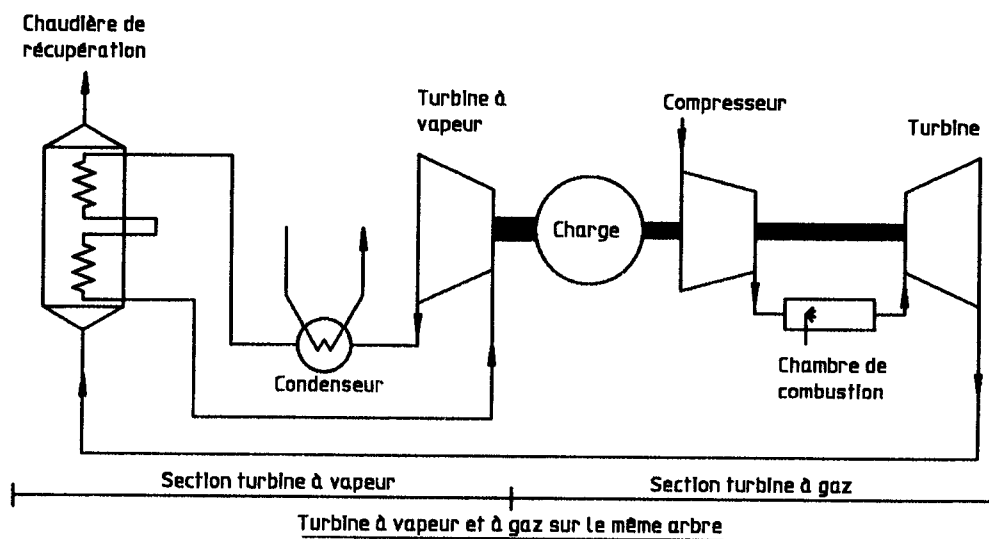 Chaudière de
récupération
Turbine à
vapeur
Compresseur
Turbine
Charge
Condenseur
Chambre de
combustion
Section turbine à vapeur
Section turbine à gaz
Turbine à vapeur et à gaz sur le même arbre